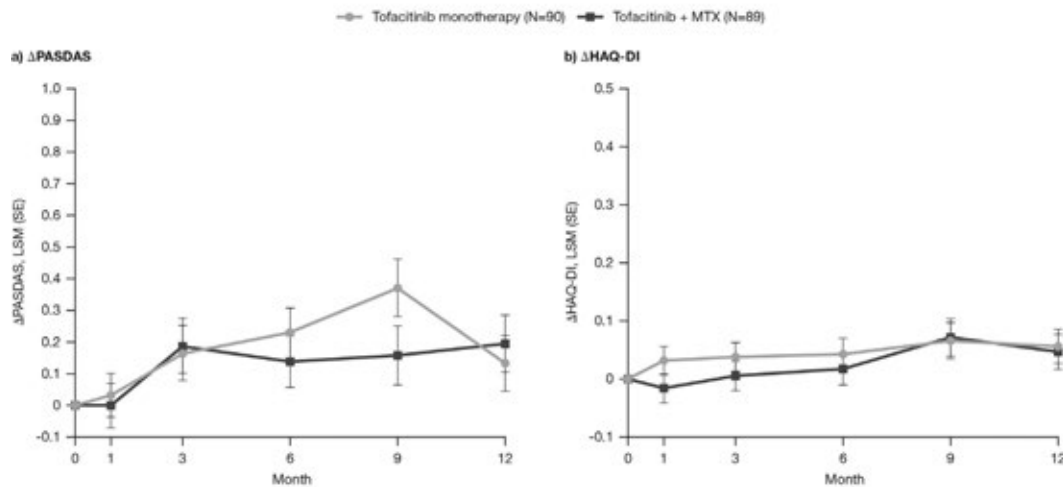 Tofacitinib monotherapy (N=90) Tofacitinib + MTX (N=89)
a) ΔPASDAS
1.0
0.9
0.8
0.7
0.6
0.5
0.4
0.3
0.2
0.1
0
-0.1
ΔPASDAS, LSM (SE)
0 1 3 6 9 12
Month
b) ΔHAQ-DI
0.5
0.4
0.3
0.2
0.1
0
-0.1
ΔHAQ-DI, LSM (SE)
0 1 3 6 9 12
Month